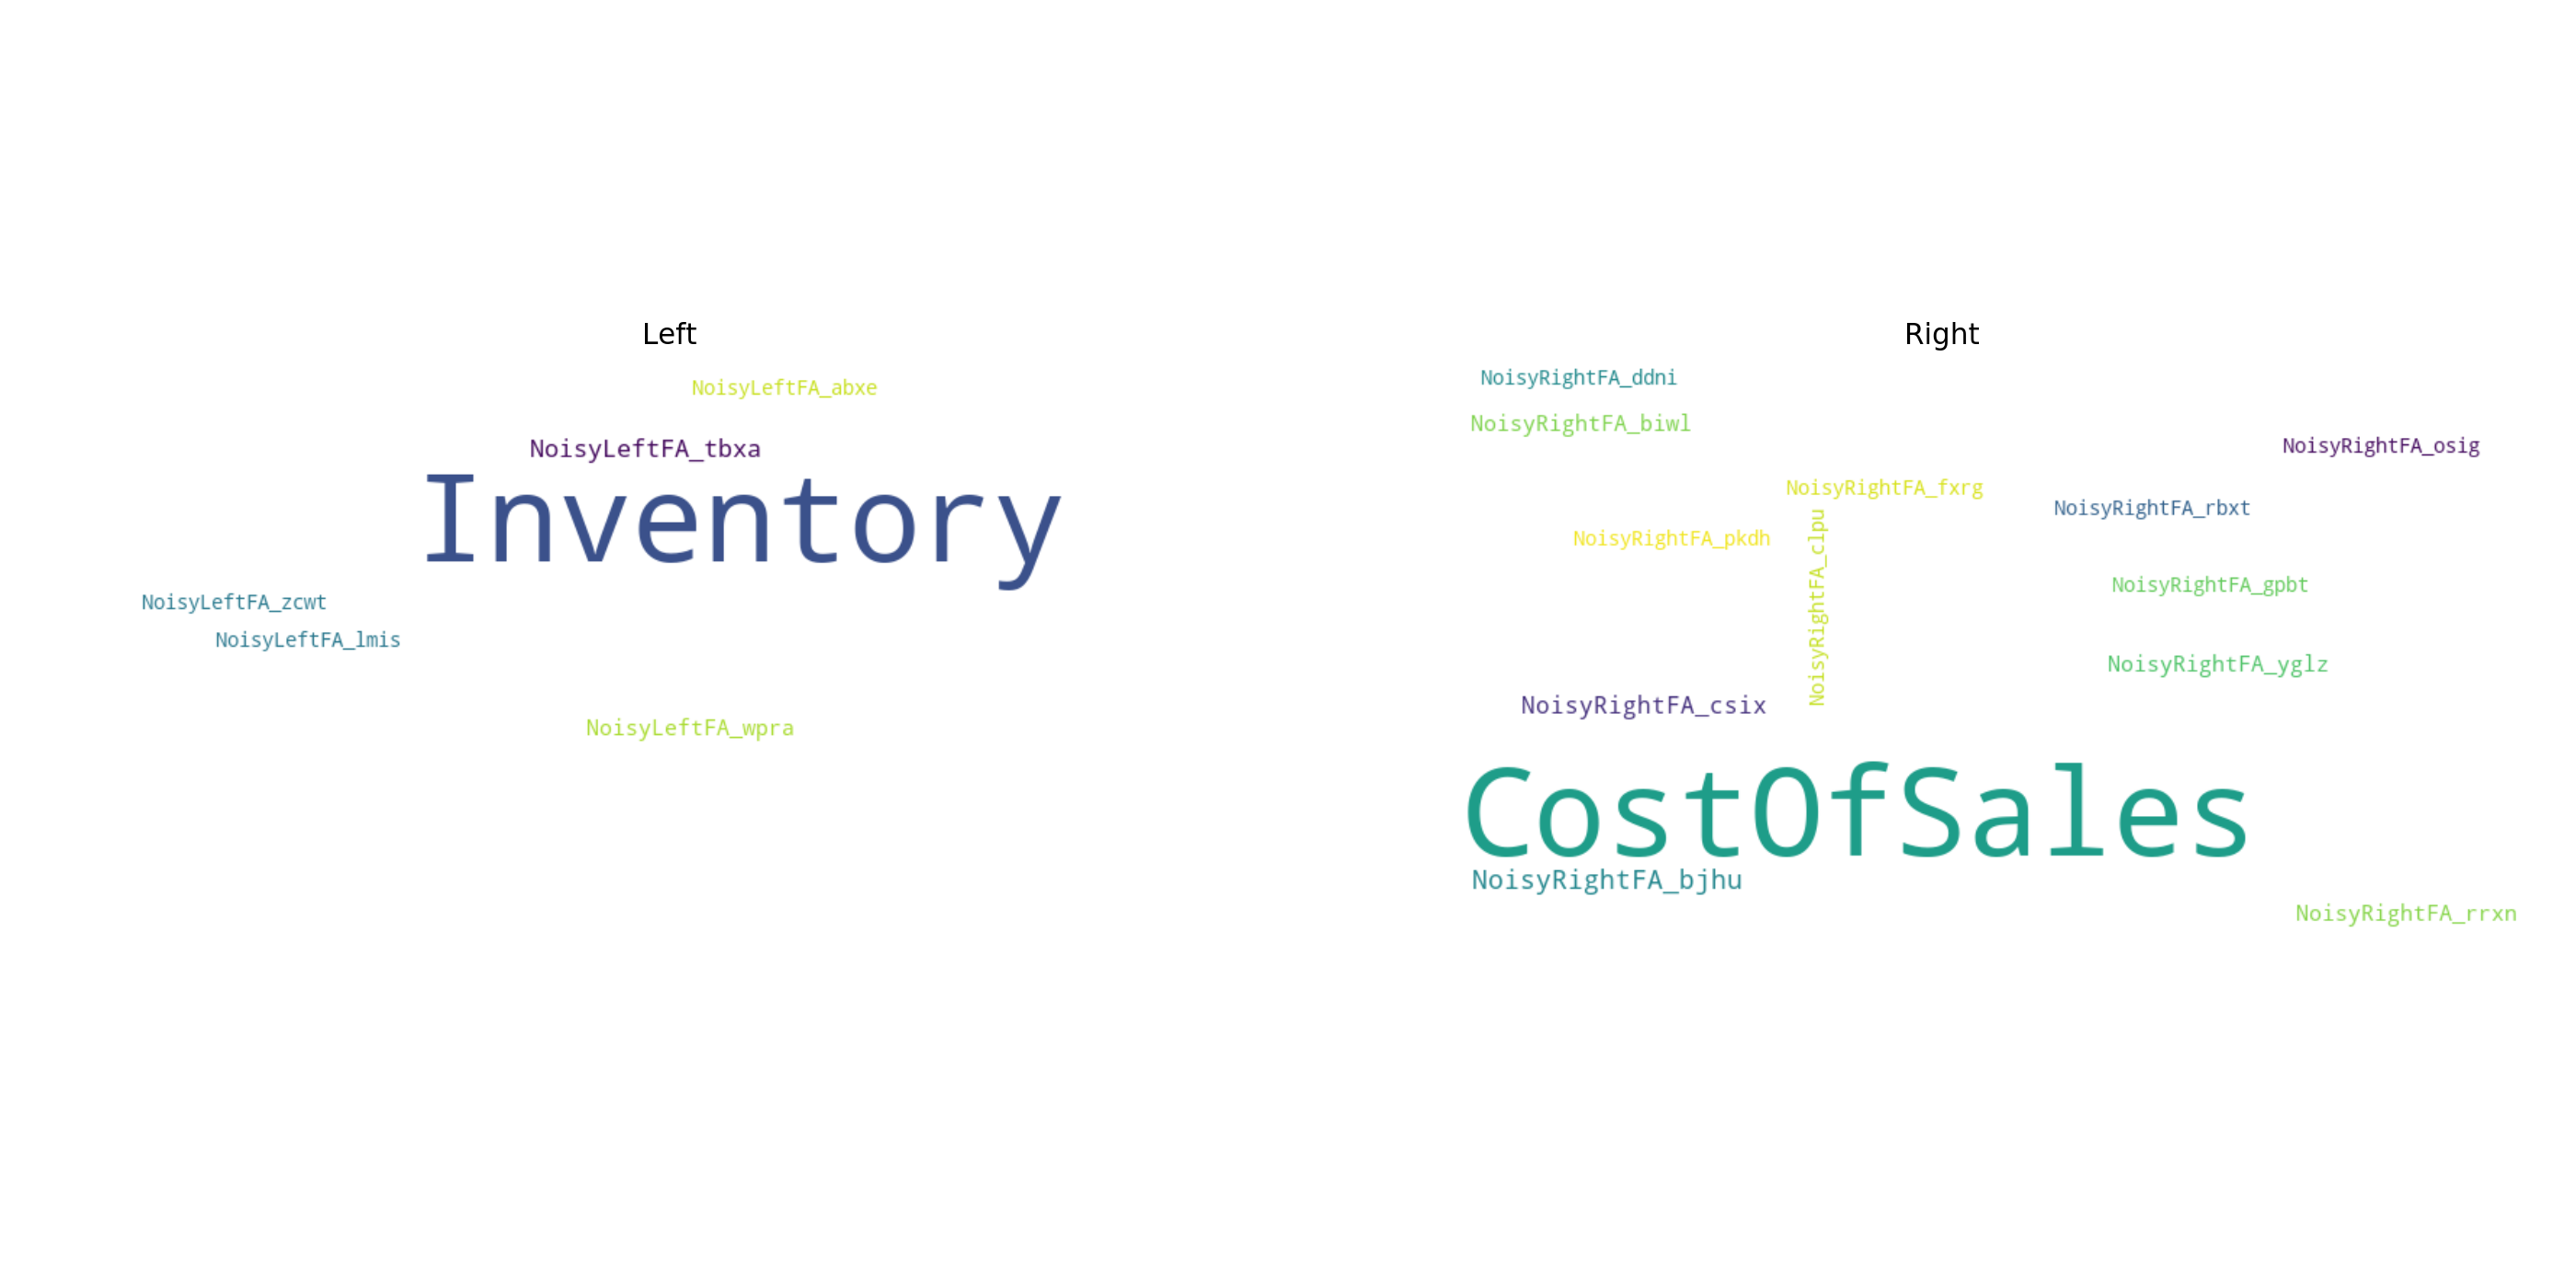 Left
NoisyLeftFA_abxe
NoisyLeftFA_tbxa
Inventory
NoisyLeftFA_zcwt
NoisyLeftFA_lmis
NoisyLeftFA_wpra
Right
NoisyRightFA_ddni
NoisyRightFA_biwl
NoisyRightFA_osig
NoisyRightFA_fxrg
NoisyRightFA_rbxt
NoisyRightFA_pkdh
NoisyRightFA_clpu
NoisyRightFA_gpbt
NoisyRightFA_yglz
NoisyRightFA_csix
CostOfSales
NoisyRightFA_bjhu
NoisyRightFA_rrxn